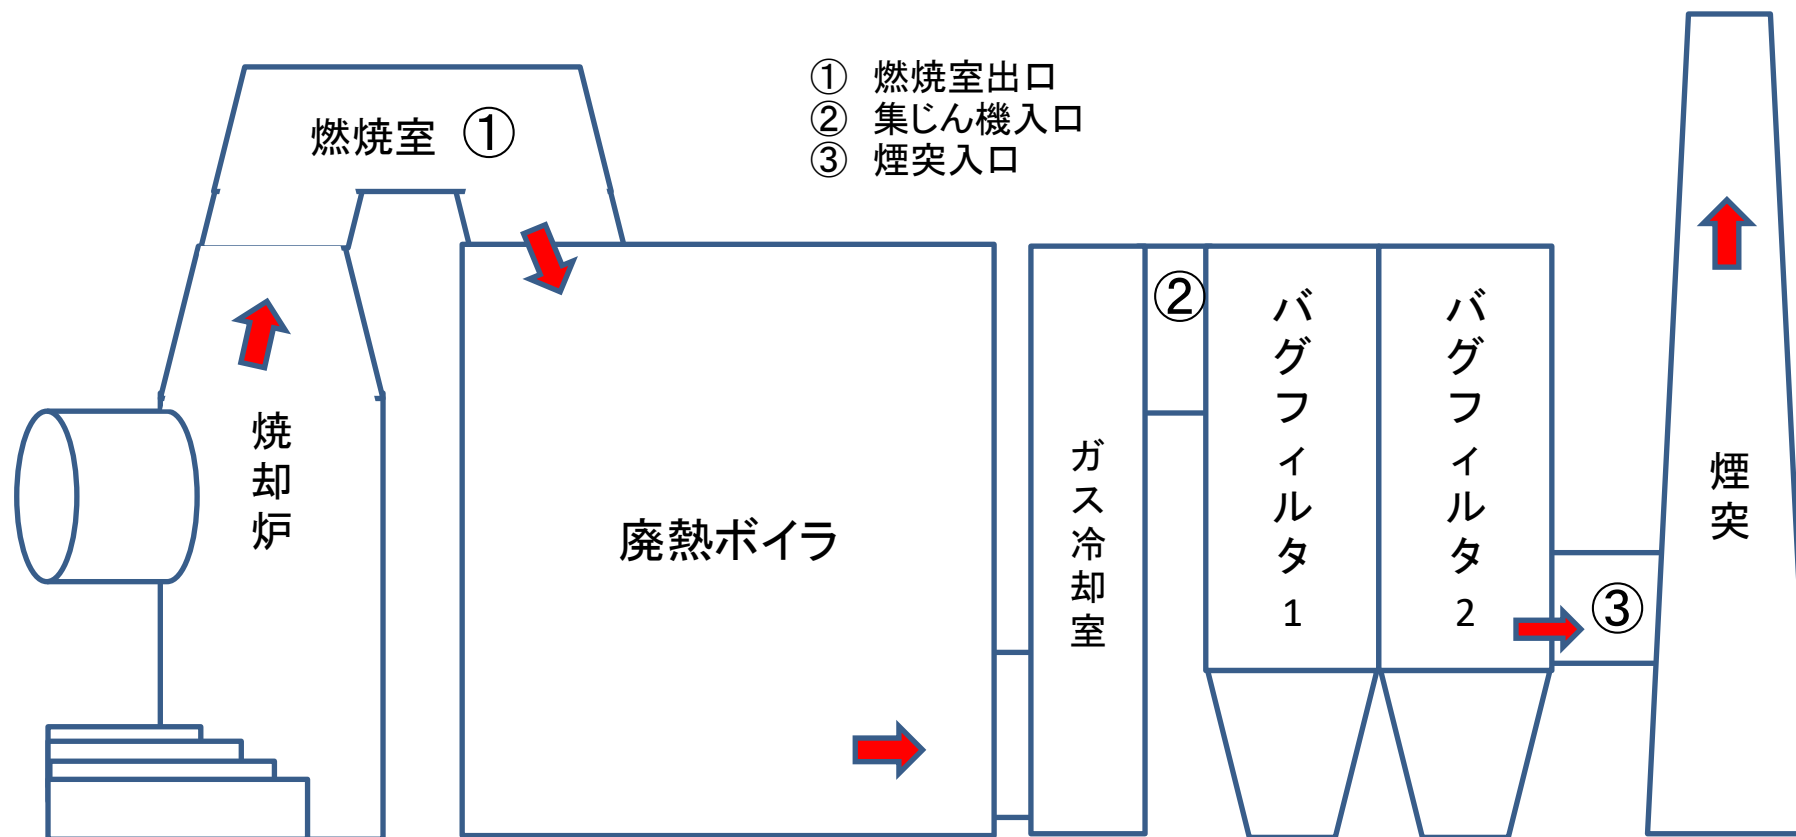 ① 燃焼室出口
② 集じん機入口
③ 煙突入口
燃焼室 ①
焼却炉
廃熱ボイラ
ガス冷却室
②
バグフィルタ1
バグフィルタ2
③
煙突